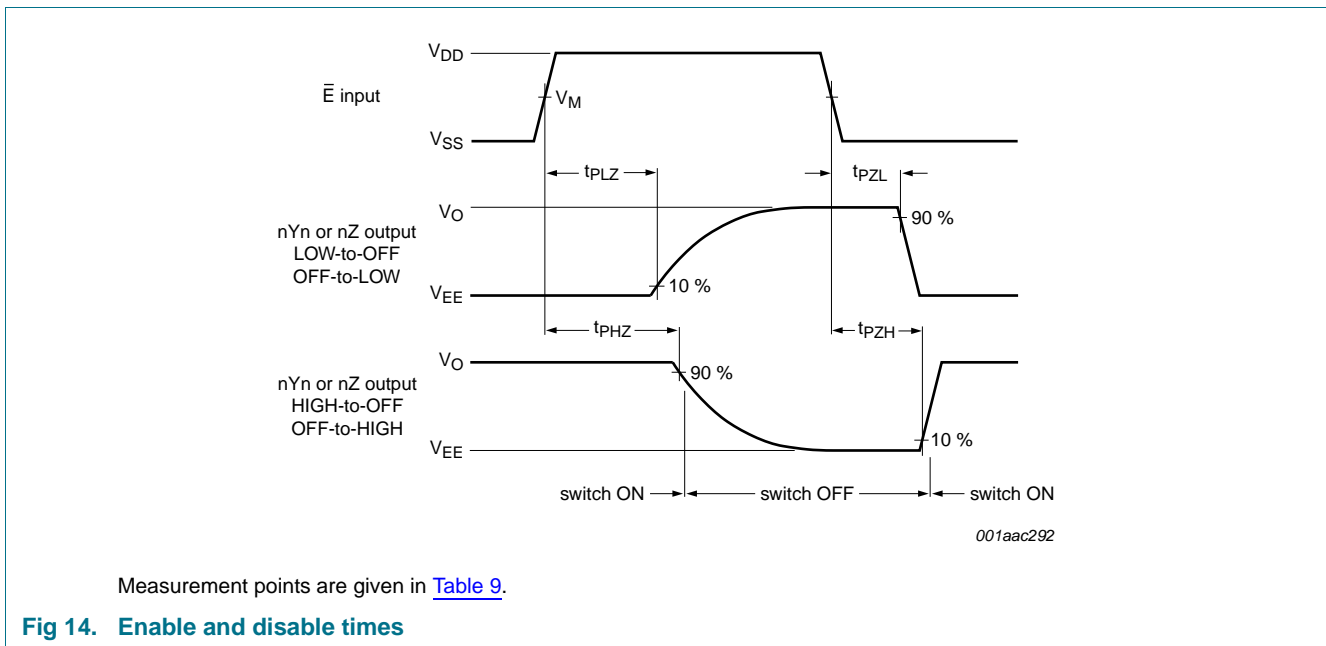 V_DD
Ē input
V_M
V_SS
t_PLZ
t_PZL
V_O
90 %
nYn or nZ output
LOW-to-OFF
OFF-to-LOW
10 %
V_EE
t_PHZ
t_PZH
V_O
90 %
nYn or nZ output
HIGH-to-OFF
OFF-to-HIGH
10 %
V_EE
switch ON
switch OFF
switch ON
001aac292
Measurement points are given in Table 9.
Fig 14. Enable and disable times